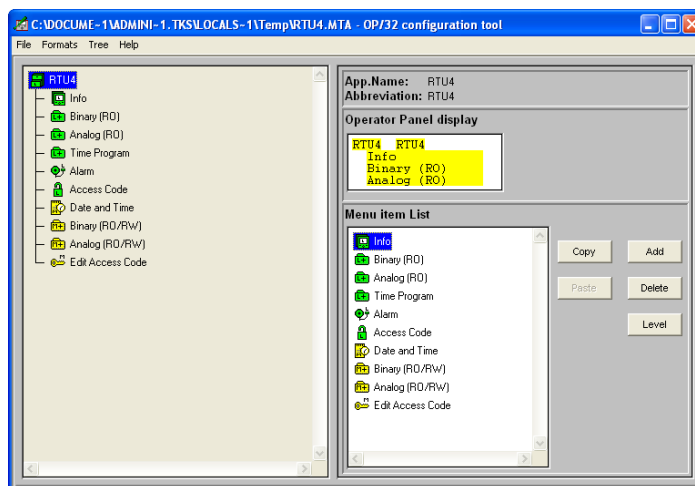 C:\DOCUME~1\ADMINI~1.TKS\LOCALS~1\Temp\RTU4.MTA - OP/32 configuration tool
File Formats Tree Help
RTU4
Info
Binary (RO)
Analog (RO)
Time Program
Alarm
Access Code
Date and Time
Binary (RO/RW)
Analog (RO/RW)
Edit Access Code
App.Name: RTU4
Abbreviation: RTU4
Operator Panel display
RTU4 RTU4
Info
Binary (RO)
Analog (RO)
Menu item List
Info
Binary (RO)
Analog (RO)
Time Program
Alarm
Access Code
Date and Time
Binary (RO/RW)
Analog (RO/RW)
Edit Access Code
Copy Add
Paste Delete
Level